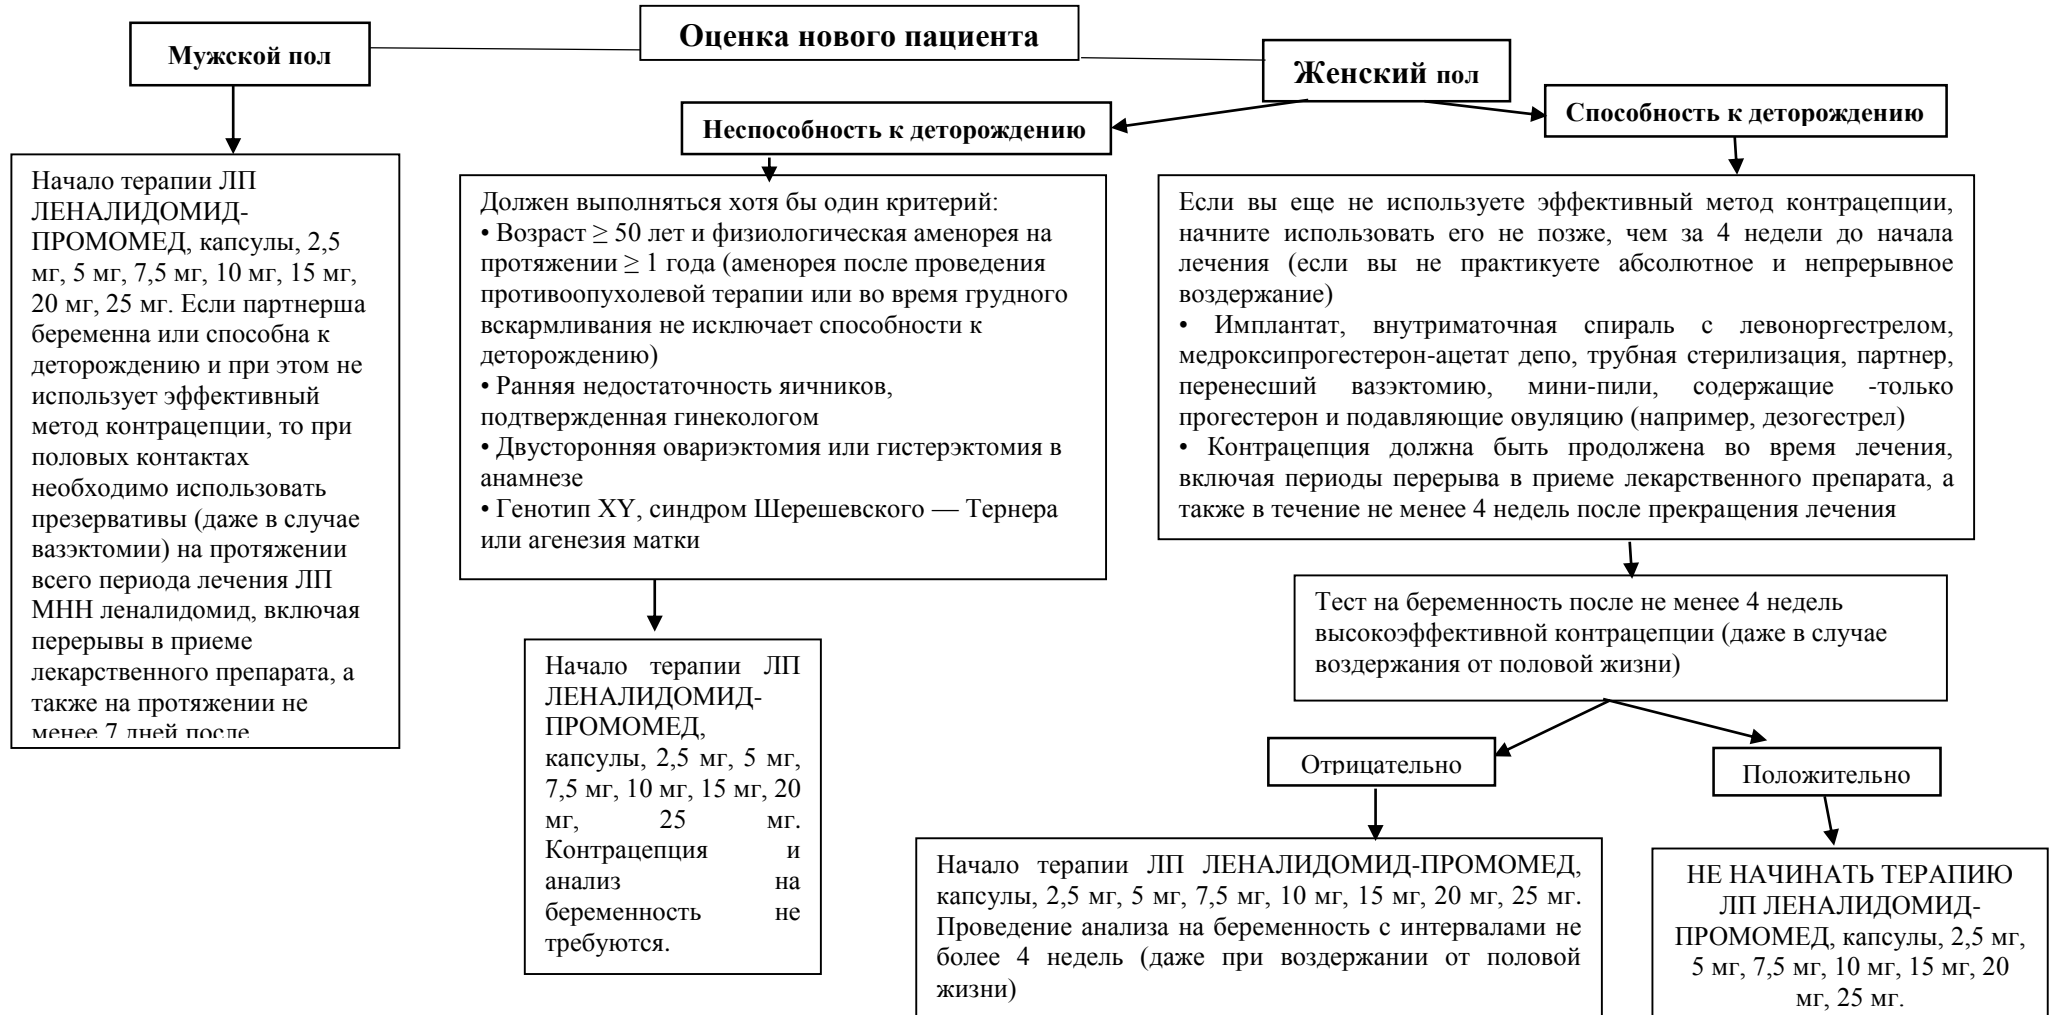 Оценка нового пациента
Мужской пол
Женский пол
Неспособность к деторождению
Способность к деторождению
Начало терапии ЛП
ЛЕНАЛИДОМИД-
ПРОМОМЕД, капсулы, 2,5
мг, 5 мг, 7,5 мг, 10 мг, 15 мг,
20 мг, 25 мг. Если партнерша
беременна или способна к
деторождению и при этом не
использует эффективный
метод контрацепции, то при
половых контактах
необходимо использовать
презервативы (даже в случае
вазэктомии) на протяжении
всего периода лечения ЛП
МНН леналидомид, включая
перерывы в приеме
лекарственного препарата, а
также на протяжении не
менее 7 дней после
Должен выполняться хотя бы один критерий:
• Возраст ≥ 50 лет и физиологическая аменорея на
протяжении ≥ 1 года (аменорея после проведения
противоопухолевой терапии или во время грудного
вскармливания не исключает способности к
деторождению)
• Ранняя недостаточность яичников,
подтвержденная гинекологом
• Двусторонняя овариэктомия или гистерэктомия в
анамнезе
• Генотип XY, синдром Шерешевского — Тернера
или агенезия матки
Начало терапии ЛП
ЛЕНАЛИДОМИД-
ПРОМОМЕД,
капсулы, 2,5 мг, 5 мг,
7,5 мг, 10 мг, 15 мг, 20
мг, 25 мг.
Контрацепция и
анализ на
беременность не
требуются.
Если вы еще не используете эффективный метод контрацепции,
начните использовать его не позже, чем за 4 недели до начала
лечения (если вы не практикуете абсолютное и непрерывное
воздержание)
• Имплантат, внутриматочная спираль с левоноргестрелом,
медроксипрогестерон-ацетат депо, трубная стерилизация, партнер,
перенесший вазэктомию, мини-пили, содержащие -только
прогестерон и подавляющие овуляцию (например, дезогестрел)
• Контрацепция должна быть продолжена во время лечения,
включая периоды перерыва в приеме лекарственного препарата, а
также в течение не менее 4 недель после прекращения лечения
Тест на беременность после не менее 4 недель
высокоэффективной контрацепции (даже в случае
воздержания от половой жизни)
Отрицательно
Положительно
Начало терапии ЛП ЛЕНАЛИДОМИД-ПРОМОМЕД,
капсулы, 2,5 мг, 5 мг, 7,5 мг, 10 мг, 15 мг, 20 мг, 25 мг.
Проведение анализа на беременность с интервалами не
более 4 недель (даже при воздержании от половой
жизни)
НЕ НАЧИНАТЬ ТЕРАПИЮ
ЛП ЛЕНАЛИДОМИД-
ПРОМОМЕД, капсулы, 2,5 мг,
5 мг, 7,5 мг, 10 мг, 15 мг, 20
мг, 25 мг.